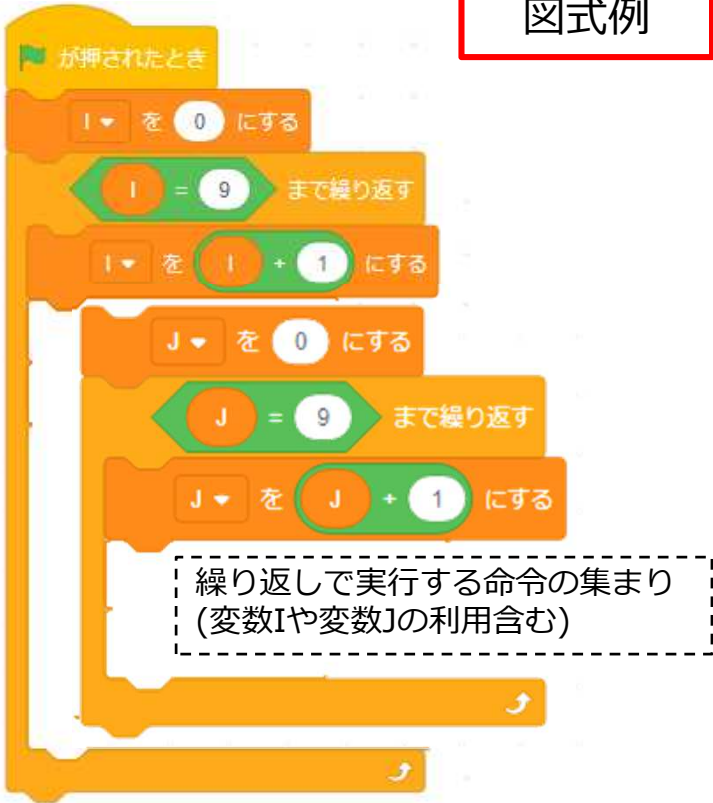 図式例
が押されたとき
I を 0 にする
I = 9 まで繰り返す
I を I + 1 にする
J を 0 にする
J = 9 まで繰り返す
J を J + 1 にする
繰り返しで実行する命令の集まり
(変数Iや変数Jの利用含む)